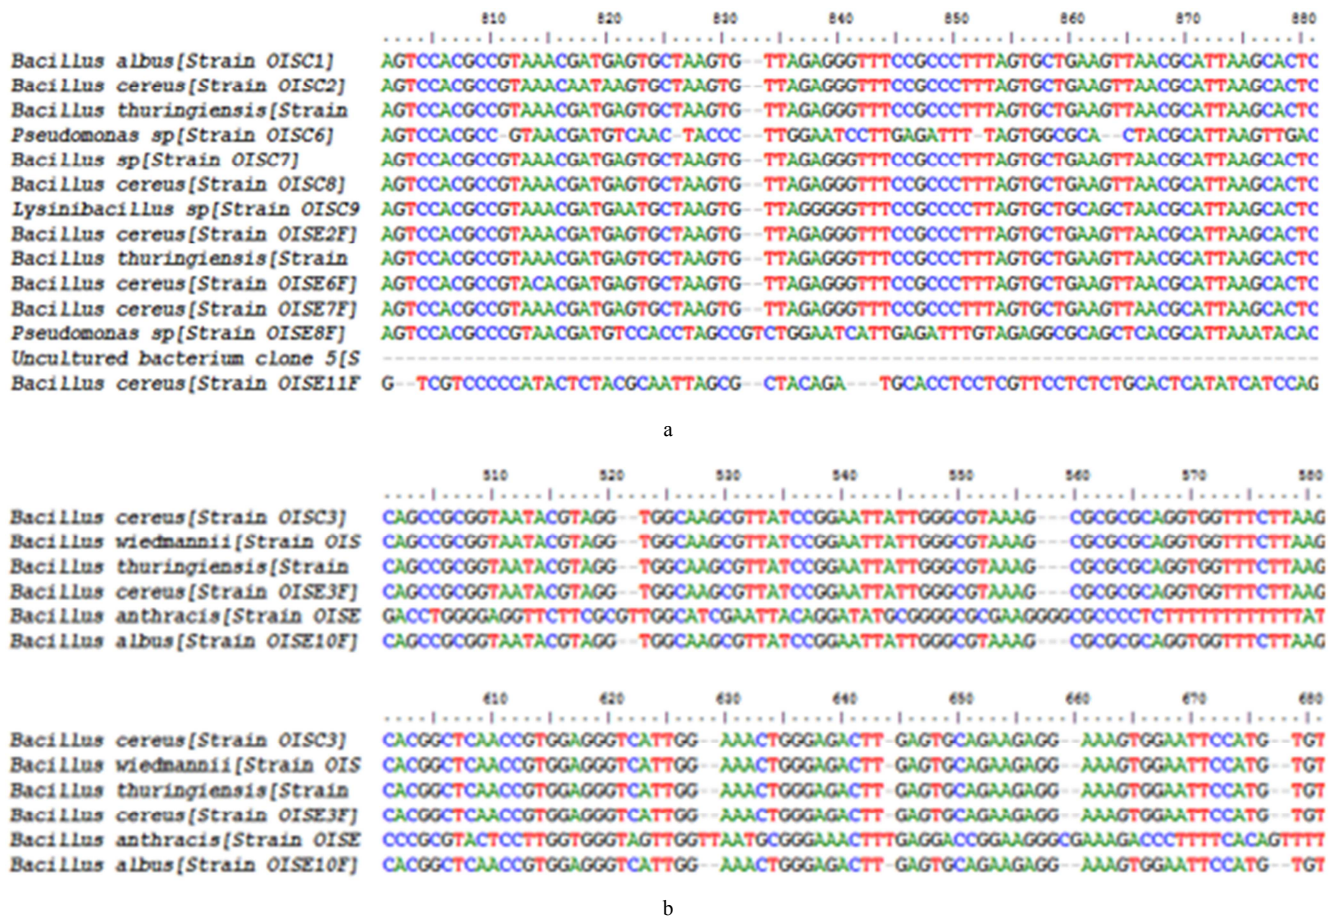 810 820 830 840 850 860 870 880
Bacillus albus[Strain OISC1] AGTCCACGCCGTAAACGATGAGTGCTAAGTG--TTAGAGGGTTTCCGCCCTTTAGTGCTGAAGTTAACGCATTAAGCACTC
Bacillus cereus[Strain OISC2] AGTCCACGCCGTAAACAATAAGTGCTAAGTG--TTAGAGGGTTTCCGCCCTTTAGTGCTGAAGTTAACGCATTAAGCACTC
Bacillus thuringiensis[Strain AGTCCACGCCGTAAACGATGAGTGCTAAGTG--TTAGAGGGTTTCCGCCCTTTAGTGCTGAAGTTAACGCATTAAGCACTC
Pseudomonas sp[Strain OISC6] AGTCCACGCC-GTAACGATGTCAAC-TACCC--TTGGAATCCTTGAGATTT-TAGTGGCGCA--CTACGCATTAAGTTGAC
Bacillus sp[Strain OISC7] AGTCCACGCCGTAAACGATGAGTGCTAAGTG--TTAGAGGGTTTCCGCCCTTTAGTGCTGAAGTTAACGCATTAAGCACTC
Bacillus cereus[Strain OISC8] AGTCCACGCCGTAAACGATGAGTGCTAAGTG--TTAGAGGGTTTCCGCCCTTTAGTGCTGAAGTTAACGCATTAAGCACTC
Lysinibacillus sp[Strain OISC9 AGTCCACGCCGTAAACGATGAATGCTAAGTG--TTAGGGGGTTTCCGCCCCTTAGTGCTGCAGCTAACGCATTAAGCACTC
Bacillus cereus[Strain OISE2F] AGTCCACGCCGTAAACGATGAGTGCTAAGTG--TTAGAGGGTTTCCGCCCTTTAGTGCTGAAGTTAACGCATTAAGCACTC
Bacillus thuringiensis[Strain AGTCCACGCCGTAAACGATGAGTGCTAAGTG--TTAGAGGGTTTCCGCCCTTTAGTGCTGAAGTTAACGCATTAAGCACTC
Bacillus cereus[Strain OISE6F] AGTCCACGCCGTACACGATGAGTGCTAAGTG--TTAGAGGGTTTCCGCCCTTTAGTGCTGAAGTTAACGCATTAAGCACTC
Bacillus cereus[Strain OISE7F] AGTCCACGCCGTAAACGATGAGTGCTAAGTG--TTAGAGGGTTTCCGCCCTTTAGTGCTGAAGTTAACGCATTAAGCACTC
Pseudomonas sp[Strain OISE8F] AGTCCACGCCCGTAACGATGTCCACCTAGCCGTCTGGAATCATTGAGATTTGTAGAGGCGCAGCTCACGCATTAAATACAC
Uncultured bacterium clone 5[S ---------------------------------------------------------------------------------
Bacillus cereus[Strain OISE11F G--TCGTCCCCCATACTCTACGCAATTAGCG--CTACAGA---TGCACCTCCTCGTTCCTCTCTGCACTCATATCATCCAG
a
510 520 530 540 550 560 570 580
Bacillus cereus[Strain OISC3] CAGCCGCGGTAATACGTAGG--TGGCAAGCGTTATCCGGAATTATTGGGCGTAAAG---CGCGCGCAGGTGGTTTCTTAAG
Bacillus wiedmannii[Strain OIS CAGCCGCGGTAATACGTAGG--TGGCAAGCGTTATCCGGAATTATTGGGCGTAAAG---CGCGCGCAGGTGGTTTCTTAAG
Bacillus thuringiensis[Strain CAGCCGCGGTAATACGTAGG--TGGCAAGCGTTATCCGGAATTATTGGGCGTAAAG---CGCGCGCAGGTGGTTTCTTAAG
Bacillus cereus[Strain OISE3F] CAGCCGCGGTAATACGTAGG--TGGCAAGCGTTATCCGGAATTATTGGGCGTAAAG---CGCGCGCAGGTGGTTTCTTAAG
Bacillus anthracis[Strain OISE GACCTGGGGAGGTTCTTCGCGTTGGCATCGAATTACAGGATATGCGGGGCGCGAAGGGGCGCCCCTCTTTTTTTTTTTTAT
Bacillus albus[Strain OISE10F] CAGCCGCGGTAATACGTAGG--TGGCAAGCGTTATCCGGAATTATTGGGCGTAAAG---CGCGCGCAGGTGGTTTCTTAAG
610 620 630 640 650 660 670 680
Bacillus cereus[Strain OISC3] CACGGCTCAACCGTGGAGGGTCATTGG--AAACTGGGAGACTT-GAGTGCAGAAGAGG--AAAGTGGAATTCCATG--TGT
Bacillus wiedmannii[Strain OIS CACGGCTCAACCGTGGAGGGTCATTGG--AAACTGGGAGACTT-GAGTGCAGAAGAGG--AAAGTGGAATTCCATG--TGT
Bacillus thuringiensis[Strain CACGGCTCAACCGTGGAGGGTCATTGG--AAACTGGGAGACTT-GAGTGCAGAAGAGG--AAAGTGGAATTCCATG--TGT
Bacillus cereus[Strain OISE3F] CACGGCTCAACCGTGGAGGGTCATTGG--AAACTGGGAGACTT-GAGTGCAGAAGAGG--AAAGTGGAATTCCATG--TGT
Bacillus anthracis[Strain OISE CCCGCGTACTCCTTGGTGGGTAGTTGGTTAATGCGGGAAACTTTGAGGACCGGAAGGGCGAAAGACCCTTTTCACAGTTTT
Bacillus albus[Strain OISE10F] CACGGCTCAACCGTGGAGGGTCATTGG--AAACTGGGAGACTT-GAGTGCAGAAGAGG--AAAGTGGAATTCCATG--TGT
b